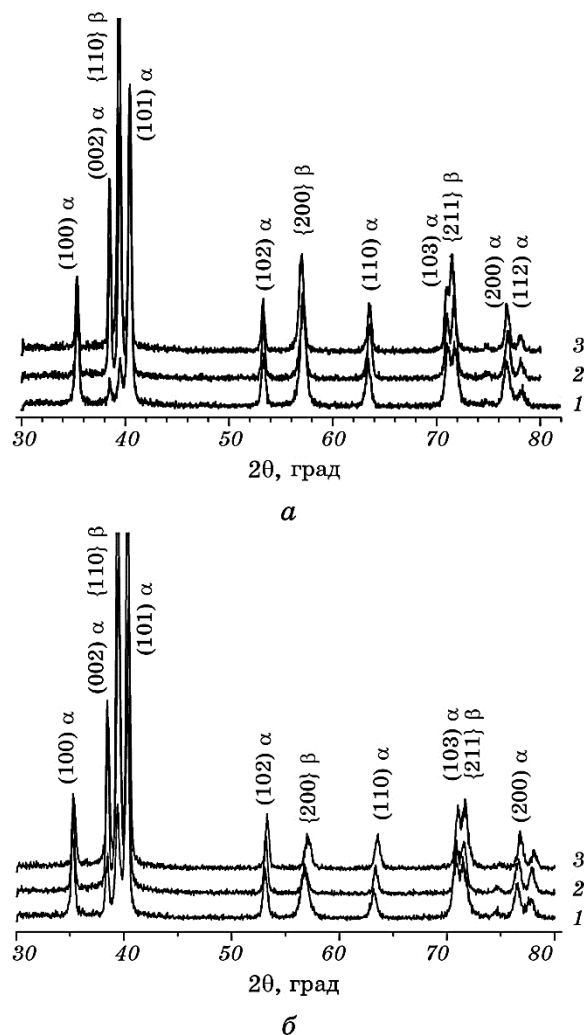 (100) α
(002) α
{110} β
(101) α
(102) α
{200} β
(110) α
(103) α
{211} β
(200) α
(112) α
3
2
1
30 40 50 60 70 80
2θ, град
а
(100) α
(002) α
{110} β
(101) α
(102) α
{200} β
(110) α
(103) α
{211} β
(200) α
3
2
1
30 40 50 60 70 80
2θ, град
б